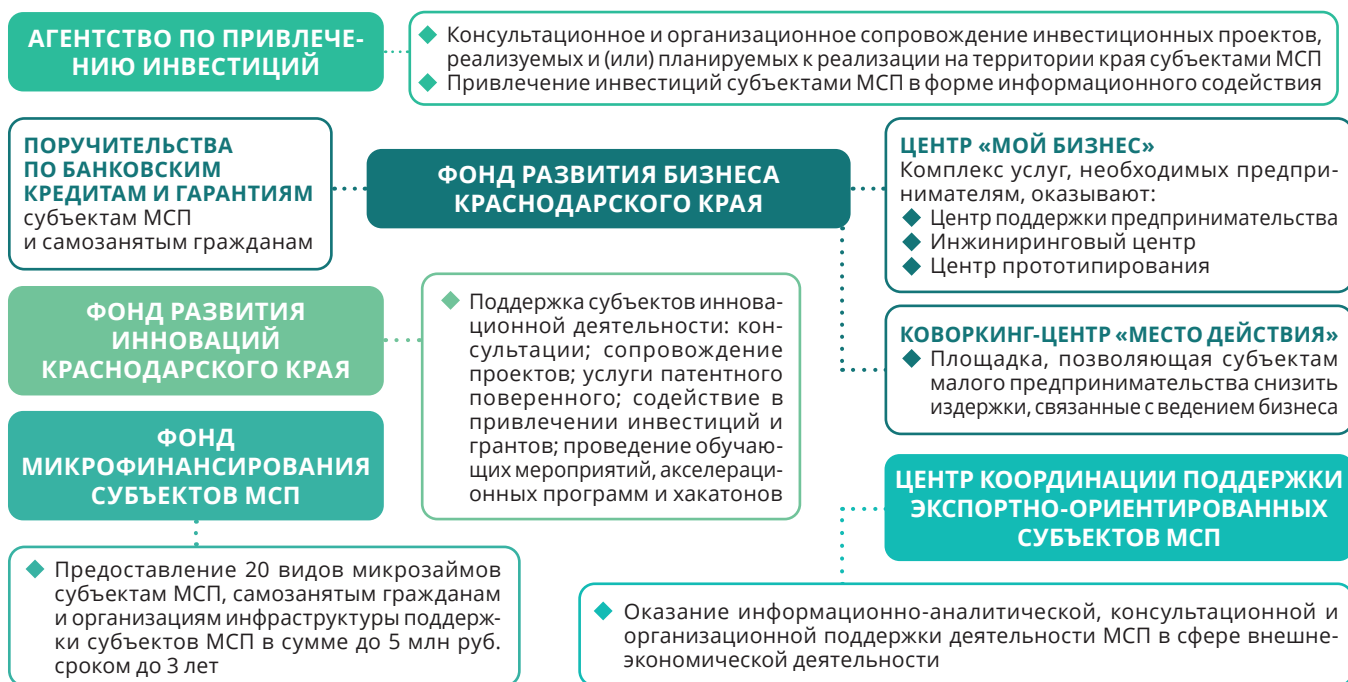 АГЕНТСТВО ПО ПРИВЛЕЧЕ-
НИЮ ИНВЕСТИЦИЙ
◆ Консультационное и организационное сопровождение инвестиционных проектов,
реализуемых и (или) планируемых к реализации на территории края субъектами МСП
◆ Привлечение инвестиций субъектами МСП в форме информационного содействия
ПОРУЧИТЕЛЬСТВА
ПО БАНКОВСКИМ
КРЕДИТАМ И ГАРАНТИЯМ
субъектам МСП
и самозанятым гражданам
ФОНД РАЗВИТИЯ БИЗНЕСА
КРАСНОДАРСКОГО КРАЯ
ЦЕНТР «МОЙ БИЗНЕС»
Комплекс услуг, необходимых предпри-
нимателям, оказывают:
◆ Центр поддержки предпринимательства
◆ Инжиниринговый центр
◆ Центр прототипирования
ФОНД РАЗВИТИЯ
ИННОВАЦИЙ
КРАСНОДАРСКОГО КРАЯ
◆ Поддержка субъектов иннова-
ционной деятельности: кон-
сультации; сопровождение
проектов; услуги патентного
поверенного; содействие в
привлечении инвестиций и
грантов; проведение обучаю-
щих мероприятий, акселераци-
онных программ и хакатонов
КОВОРКИНГ-ЦЕНТР «МЕСТО ДЕЙСТВИЯ»
◆ Площадка, позволяющая субъектам
малого предпринимательства снизить
издержки, связанные с ведением бизнеса
ФОНД
МИКРОФИНАНСИРОВАНИЯ
СУБЪЕКТОВ МСП
ЦЕНТР КООРДИНАЦИИ ПОДДЕРЖКИ
ЭКСПОРТНО-ОРИЕНТИРОВАННЫХ
СУБЪЕКТОВ МСП
◆ Предоставление 20 видов микрозаймов
субъектам МСП, самозанятым гражданам
и организациям инфраструктуры поддерж-
ки субъектов МСП в сумме до 5 млн руб.
сроком до 3 лет
◆ Оказание информационно-аналитической, консультационной и
организационной поддержки деятельности МСП в сфере внешне-
экономической деятельности